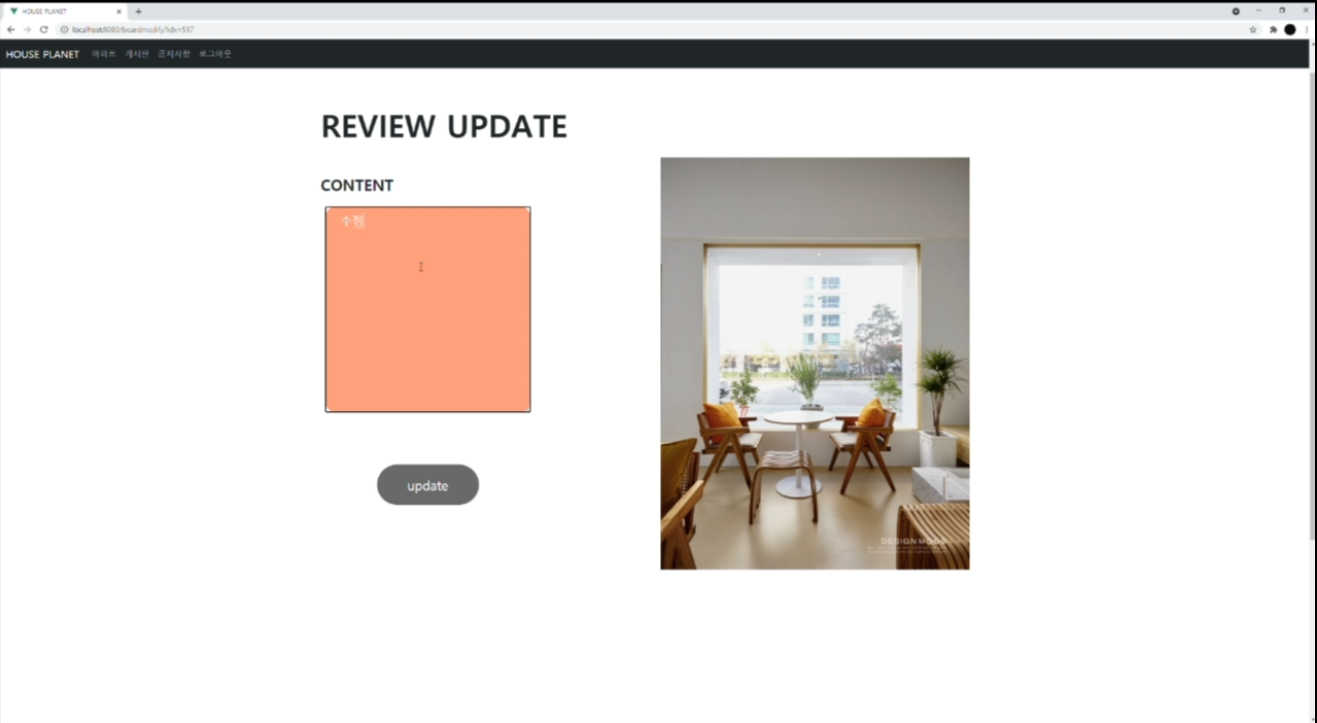 HOUSE PLANET
localhost:8080/boardmodify?idx=537
HOUSE PLANET 아파트 게시판 공지사항 로그아웃
REVIEW UPDATE
CONTENT
수정
update
DESIGN MOOD